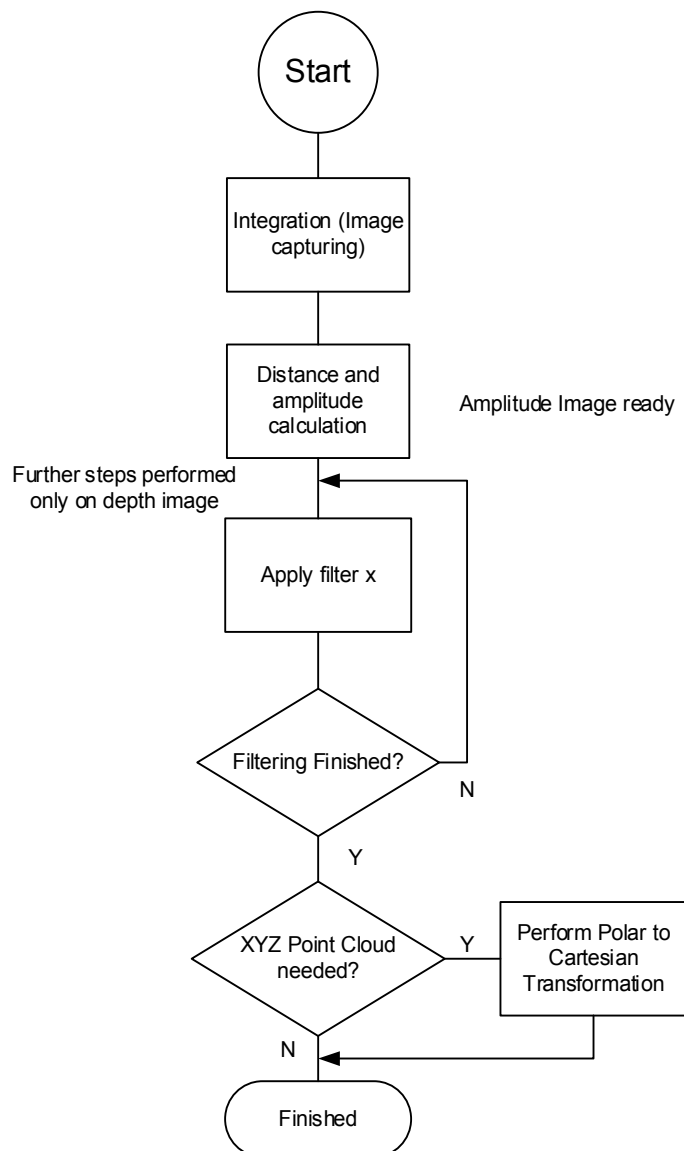 Start
Integration (Image
capturing)
Distance and
amplitude
calculation
Amplitude Image ready
Further steps performed
only on depth image
Apply filter x
Filtering Finished?
N
Y
XYZ Point Cloud
needed?
Y
Perform Polar to
Cartesian
Transformation
N
Finished